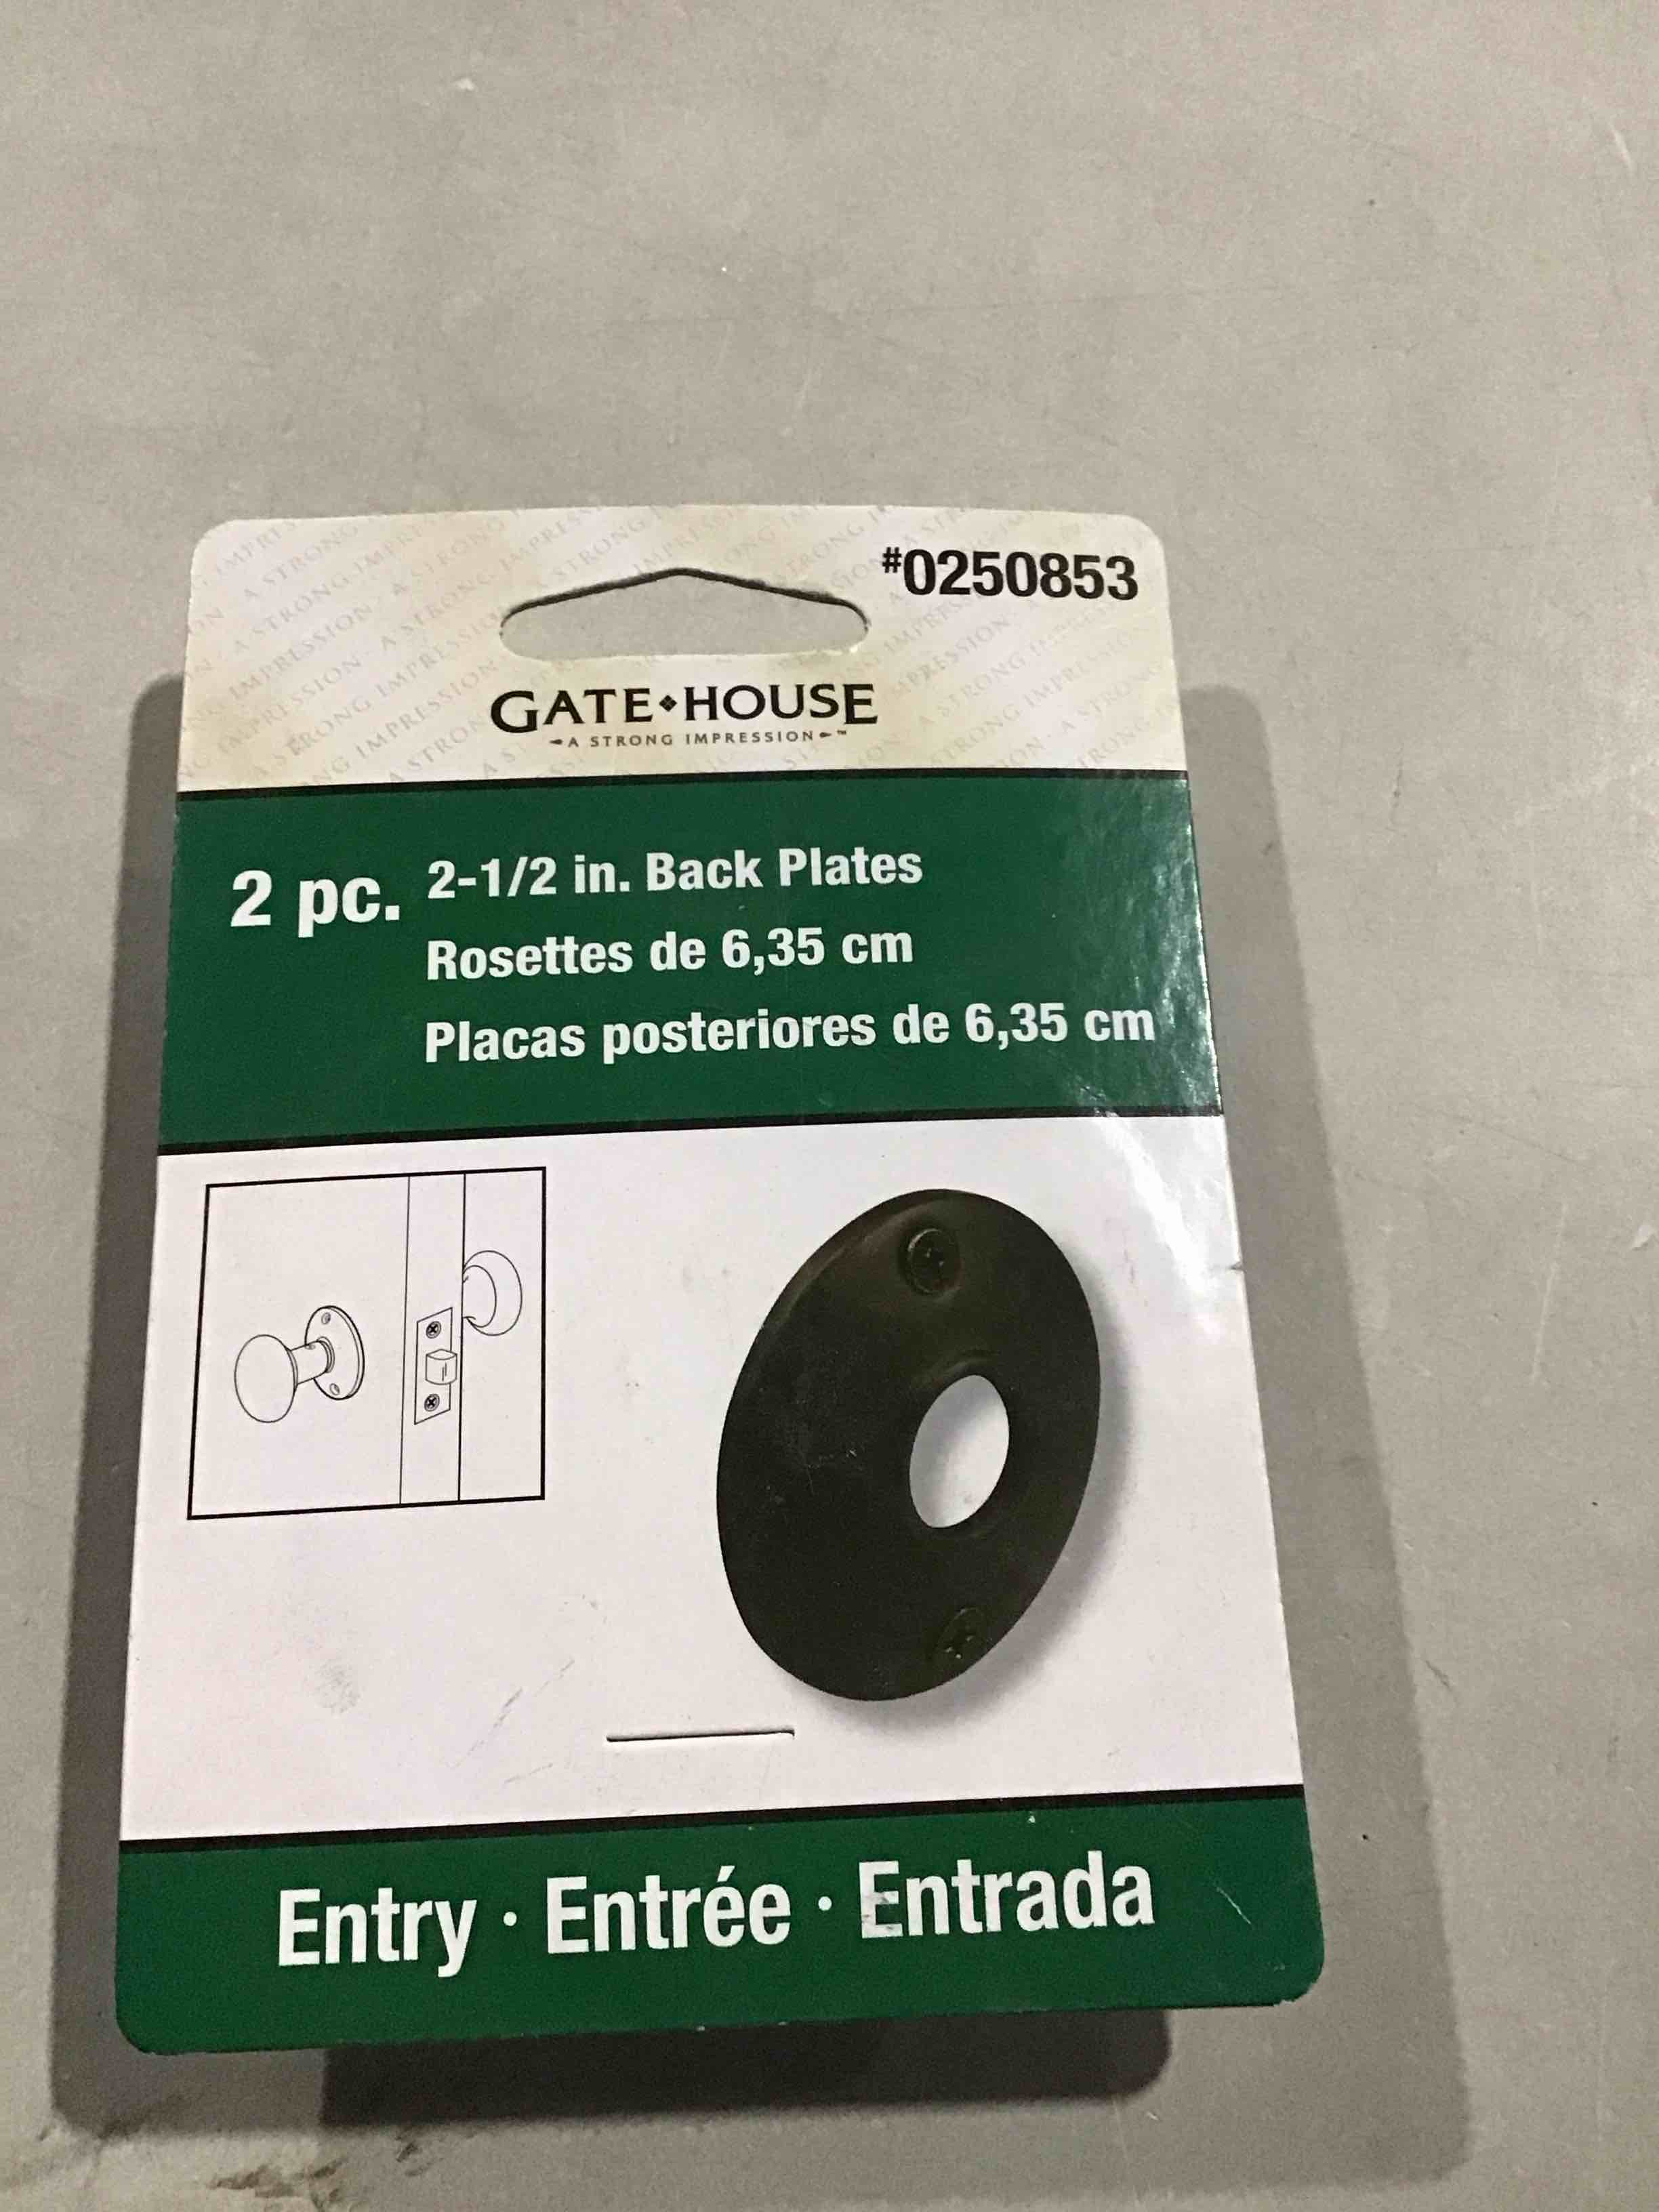 #0250853
GATE HOUSE
A STRONG IMPRESSION™
2 pc. 2-1/2 in. Back Plates
Rosettes de 6,35 cm
Placas posteriores de 6,35 cm
Entry · Entrée · Entrada